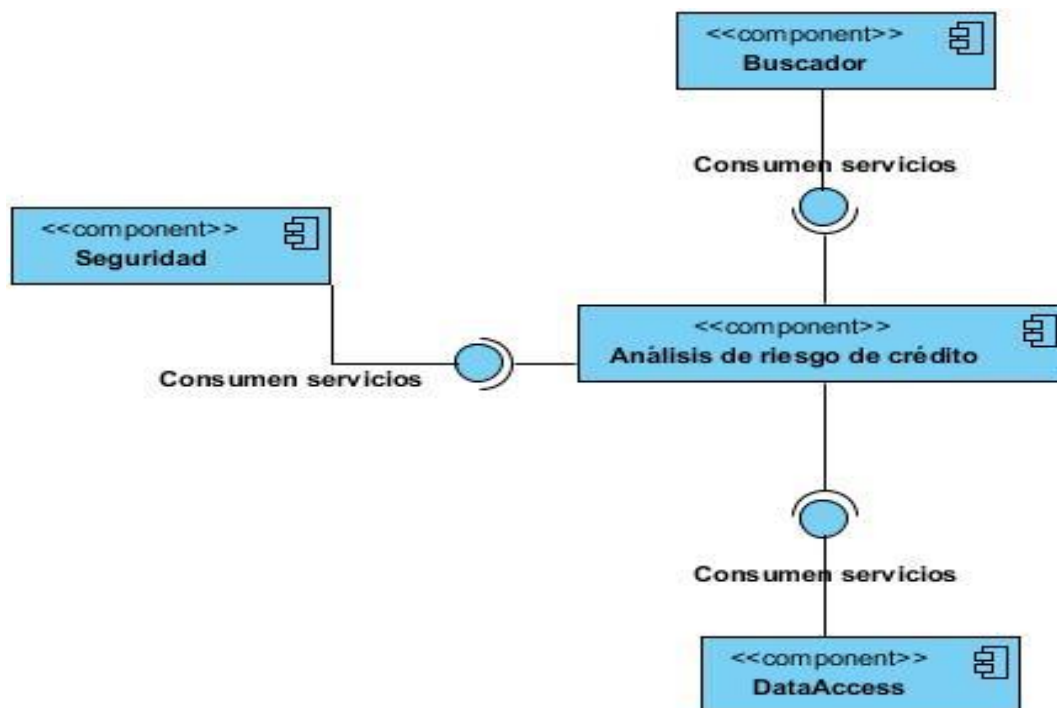 <<component>>
Buscador
Consumen servicios
<<component>>
Seguridad
<<component>>
Análisis de riesgo de crédito
Consumen servicios
Consumen servicios
<<component>>
DataAccess